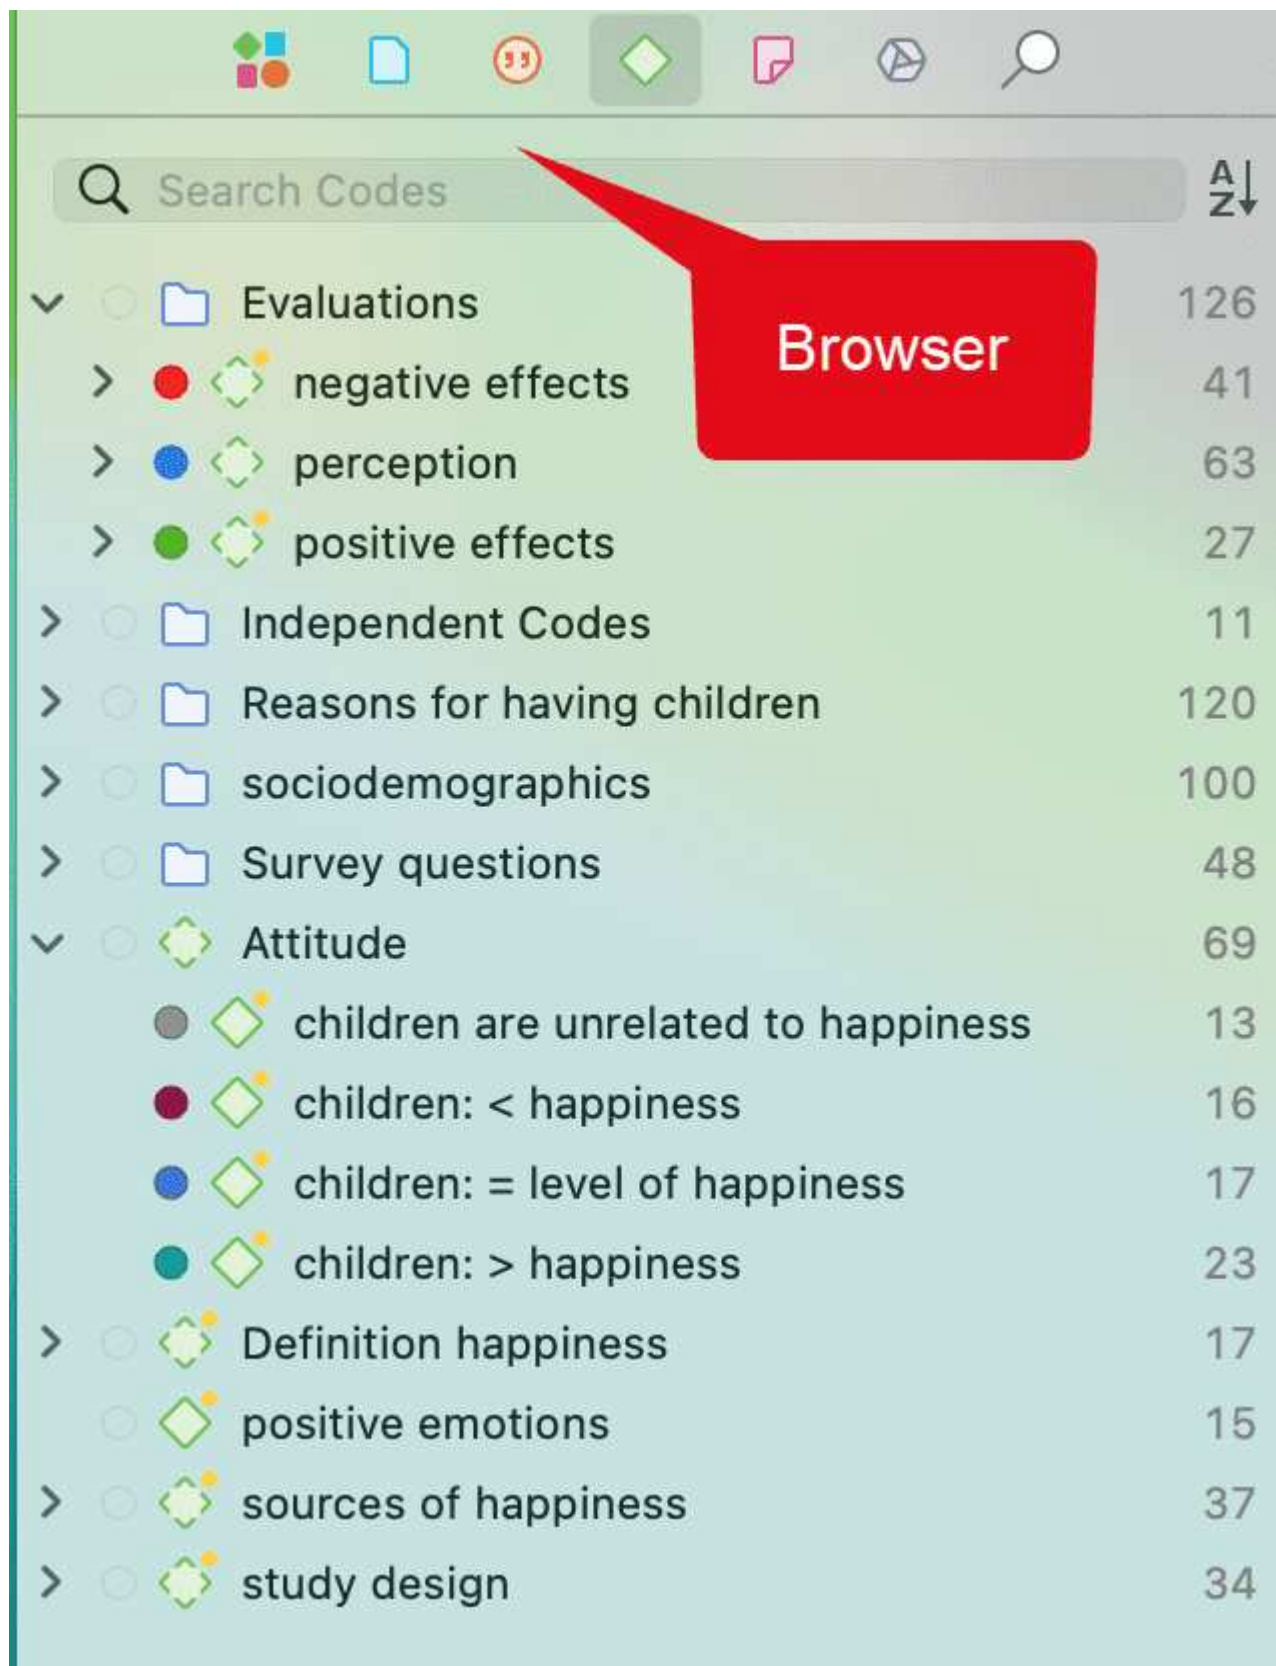 Search Codes
A
Z
Browser
Evaluations 126
negative effects 41
perception 63
positive effects 27
Independent Codes 11
Reasons for having children 120
sociodemographics 100
Survey questions 48
Attitude 69
children are unrelated to happiness 13
children: < happiness 16
children: = level of happiness 17
children: > happiness 23
Definition happiness 17
positive emotions 15
sources of happiness 37
study design 34